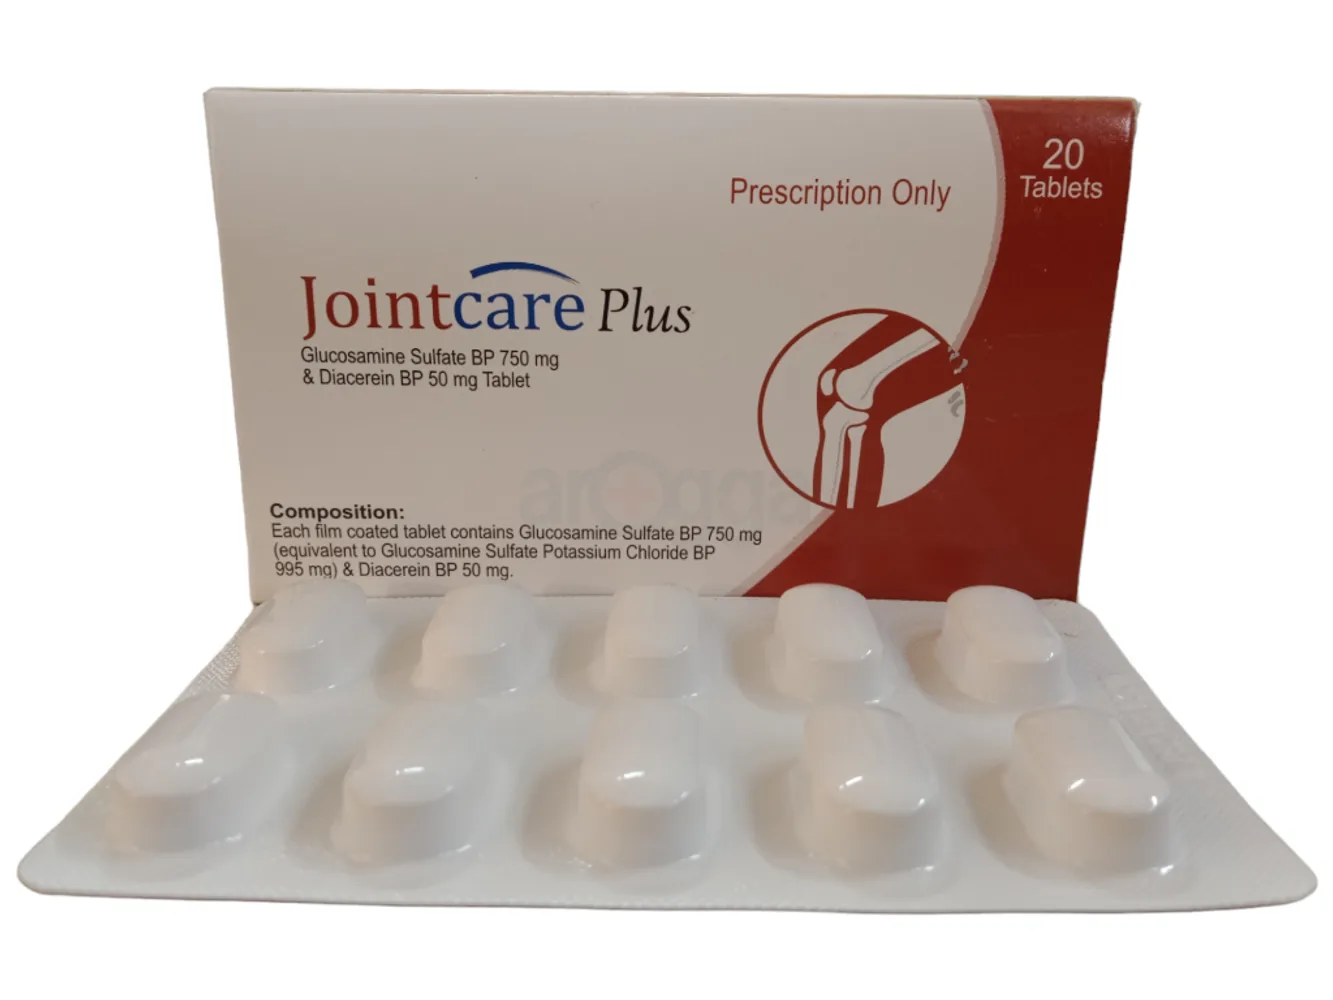 20
Tablets
Prescription Only
Jointcare Plus
Glucosamine Sulfate BP 750 mg
& Diacerein BP 50 mg Tablet
arogga
Composition:
Each film coated tablet contains Glucosamine Sulfate BP 750 mg
(equivalent to Glucosamine Sulfate Potassium Chloride BP
995 mg) & Diacerein BP 50 mg.